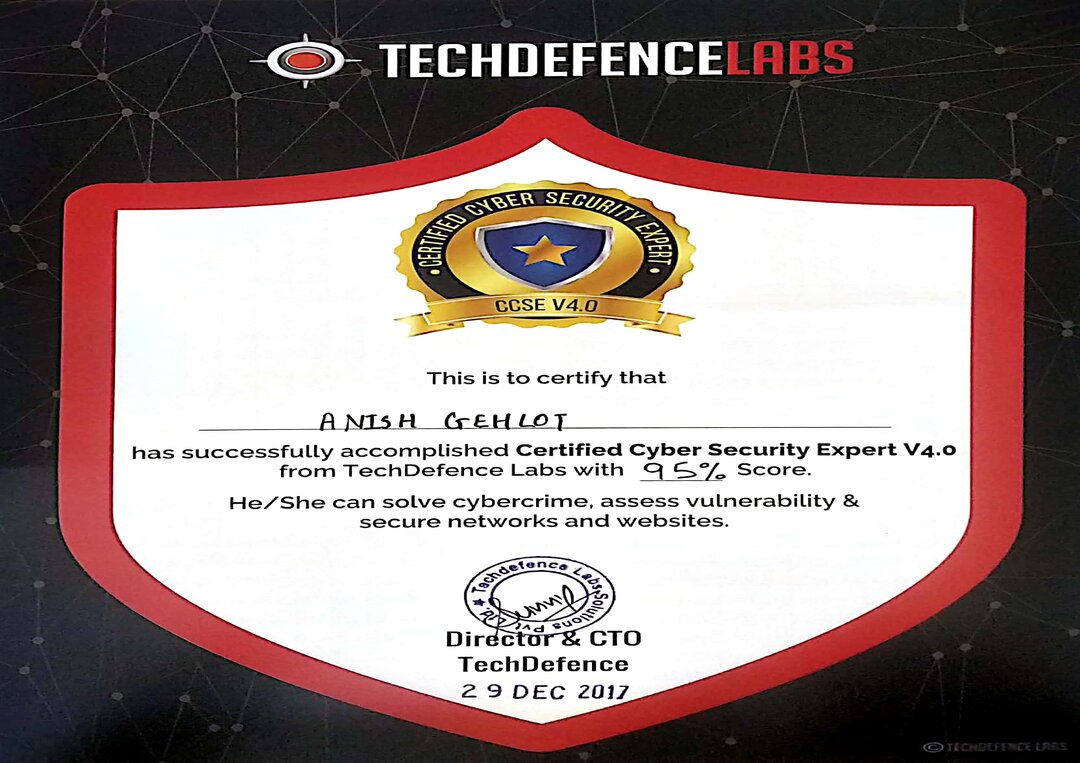 TECHDEFENCELABS
CERTIFIED CYBER SECURITY EXPERT
CCSE V4.0
This is to certify that
ANISH GEHLOT
has successfully accomplished Certified Cyber Security Expert V4.0
from TechDefence Labs with 95% Score.
He/She can solve cybercrime, assess vulnerability &
secure networks and websites.
Techdefence Labs Solutions Pvt.
Director & CTO
TechDefence
29 DEC 2017
© TECHDEFENCE LABS